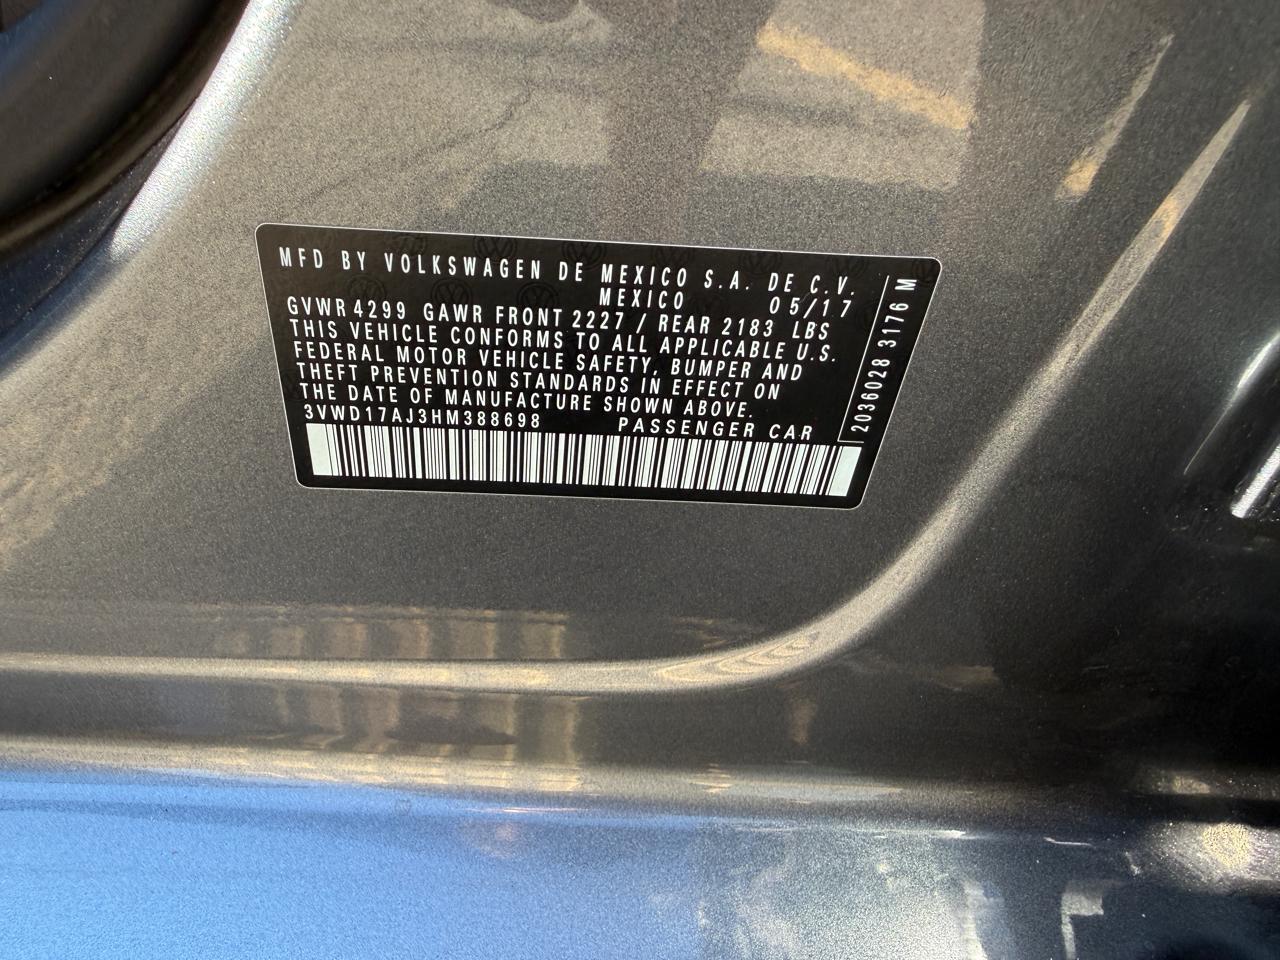 MFD BY VOLKSWAGEN DE MEXICO S.A. DE C.V.
MEXICO 05/17
GVWR 4299 GAWR FRONT 2227 / REAR 2183 LBS
THIS VEHICLE CONFORMS TO ALL APPLICABLE U.S.
FEDERAL MOTOR VEHICLE SAFETY, BUMPER AND
THEFT PREVENTION STANDARDS IN EFFECT ON
THE DATE OF MANUFACTURE SHOWN ABOVE.
3VWD17AJ3HM388698 PASSENGER CAR
2036028 3176 M